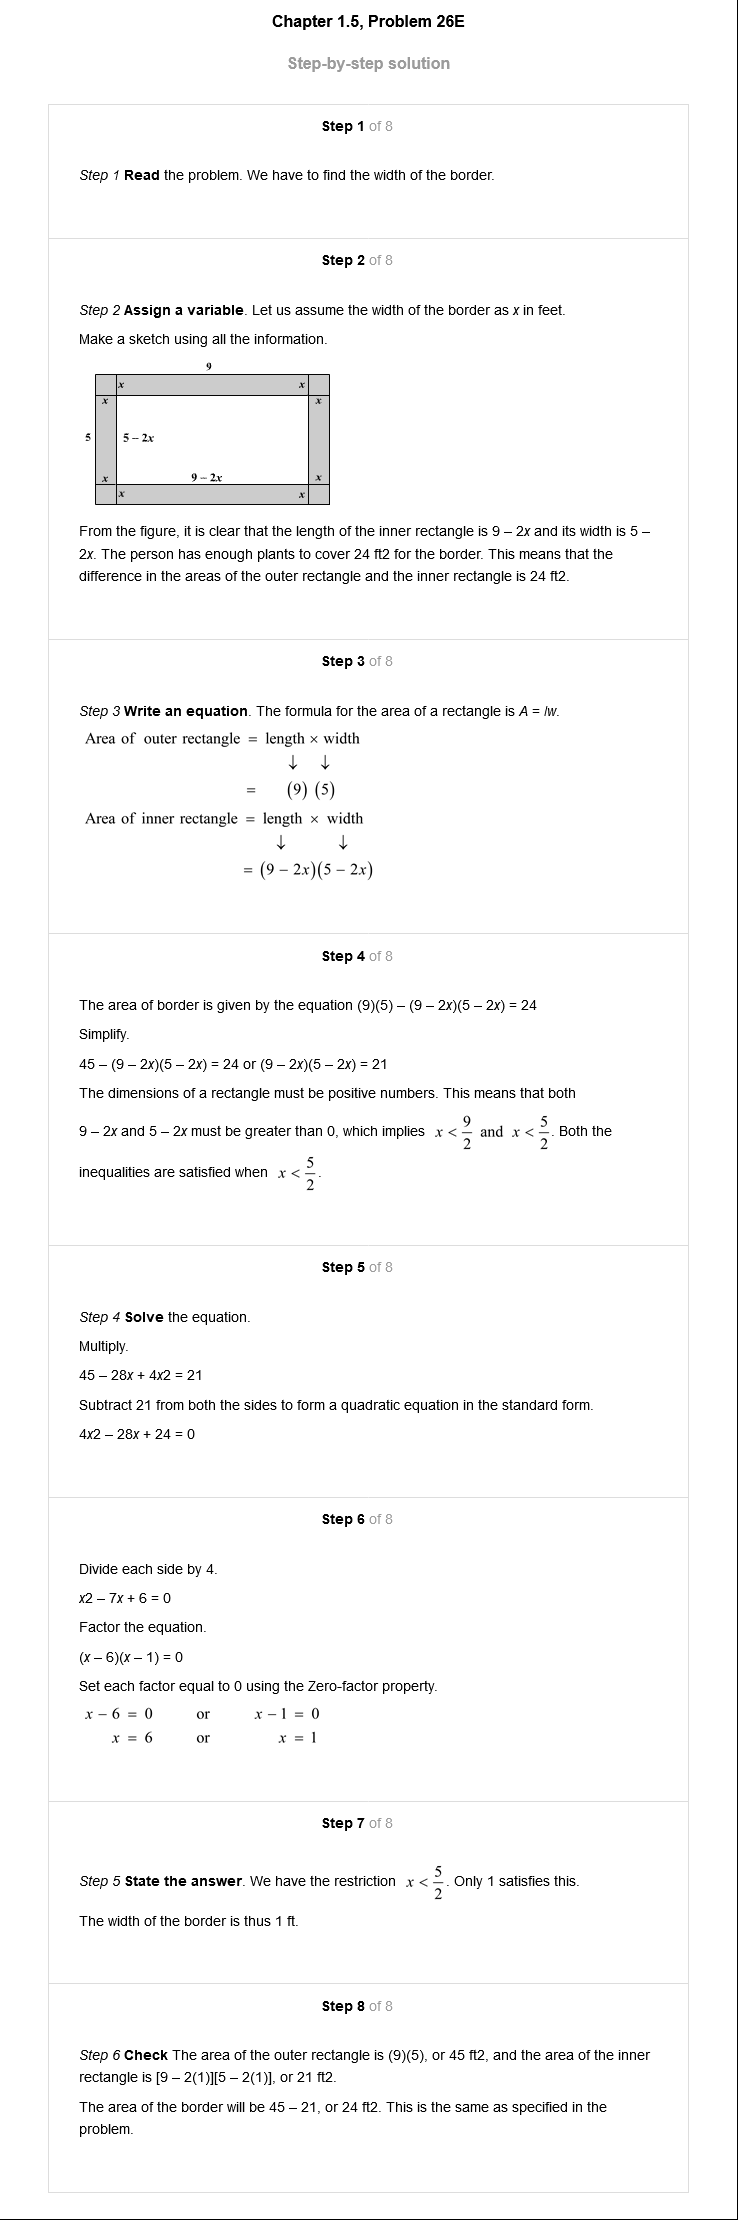 Chapter 1.5, Problem 26E
Step-by-step solution
Step 1 of 8
Step 1 Read the problem. We have to find the width of the border.
Step 2 of 8
Step 2 Assign a variable. Let us assume the width of the border as x in feet.
Make a sketch using all the information.
9
x x
x x
5 5 – 2x
9 – 2x
x x
x x
From the figure, it is clear that the length of the inner rectangle is 9 – 2x and its width is 5 –
2x. The person has enough plants to cover 24 ft2 for the border. This means that the
difference in the areas of the outer rectangle and the inner rectangle is 24 ft2.
Step 3 of 8
Step 3 Write an equation. The formula for the area of a rectangle is A = lw.
Area of outer rectangle = length × width
↓ ↓
= (9) (5)
Area of inner rectangle = length × width
↓ ↓
= (9 − 2x)(5 − 2x)
Step 4 of 8
The area of border is given by the equation (9)(5) – (9 – 2x)(5 – 2x) = 24
Simplify.
45 – (9 – 2x)(5 – 2x) = 24 or (9 – 2x)(5 – 2x) = 21
The dimensions of a rectangle must be positive numbers. This means that both
9 – 2x and 5 – 2x must be greater than 0, which implies x < 9/2 and x < 5/2. Both the
inequalities are satisfied when x < 5/2.
Step 5 of 8
Step 4 Solve the equation.
Multiply.
45 – 28x + 4x2 = 21
Subtract 21 from both the sides to form a quadratic equation in the standard form.
4x2 – 28x + 24 = 0
Step 6 of 8
Divide each side by 4.
x2 – 7x + 6 = 0
Factor the equation.
(x – 6)(x – 1) = 0
Set each factor equal to 0 using the Zero-factor property.
x − 6 = 0 or x − 1 = 0
x = 6 or x = 1
Step 7 of 8
Step 5 State the answer. We have the restriction x < 5/2. Only 1 satisfies this.
The width of the border is thus 1 ft.
Step 8 of 8
Step 6 Check The area of the outer rectangle is (9)(5), or 45 ft2, and the area of the inner
rectangle is [9 – 2(1)][5 – 2(1)], or 21 ft2.
The area of the border will be 45 – 21, or 24 ft2. This is the same as specified in the
problem.